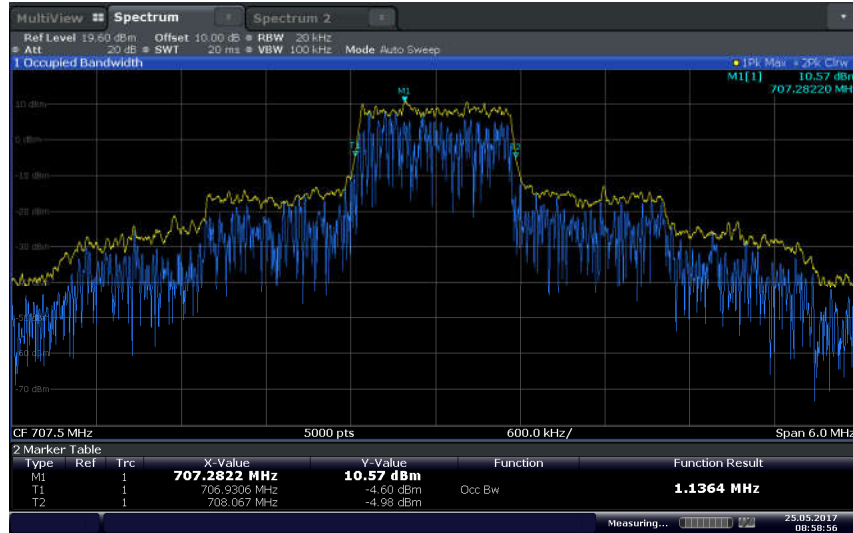 MultiView Spectrum Spectrum 2
Ref Level 19.60 dBm Offset 10.00 dB RBW 20 kHz
Att 20 dB SWT 20 ms VBW 100 kHz Mode Auto Sweep
1 Occupied Bandwidth 1Pk Max 2Pk Clrw
M1[1] 10.57 dBm
707.28220 MHz
M1
10 dBm
0 dBm
T1 T2
-10 dBm
-20 dBm
-30 dBm
-60 dBm
-70 dBm
CF 707.5 MHz 5000 pts 600.0 kHz/ Span 6.0 MHz
2 Marker Table
Type Ref Trc X-Value Y-Value Function Function Result
M1 1 707.2822 MHz 10.57 dBm
T1 1 706.9306 MHz -4.60 dBm Occ Bw 1.1364 MHz
T2 1 708.067 MHz -4.98 dBm
Measuring... 25.05.2017
08:58:56